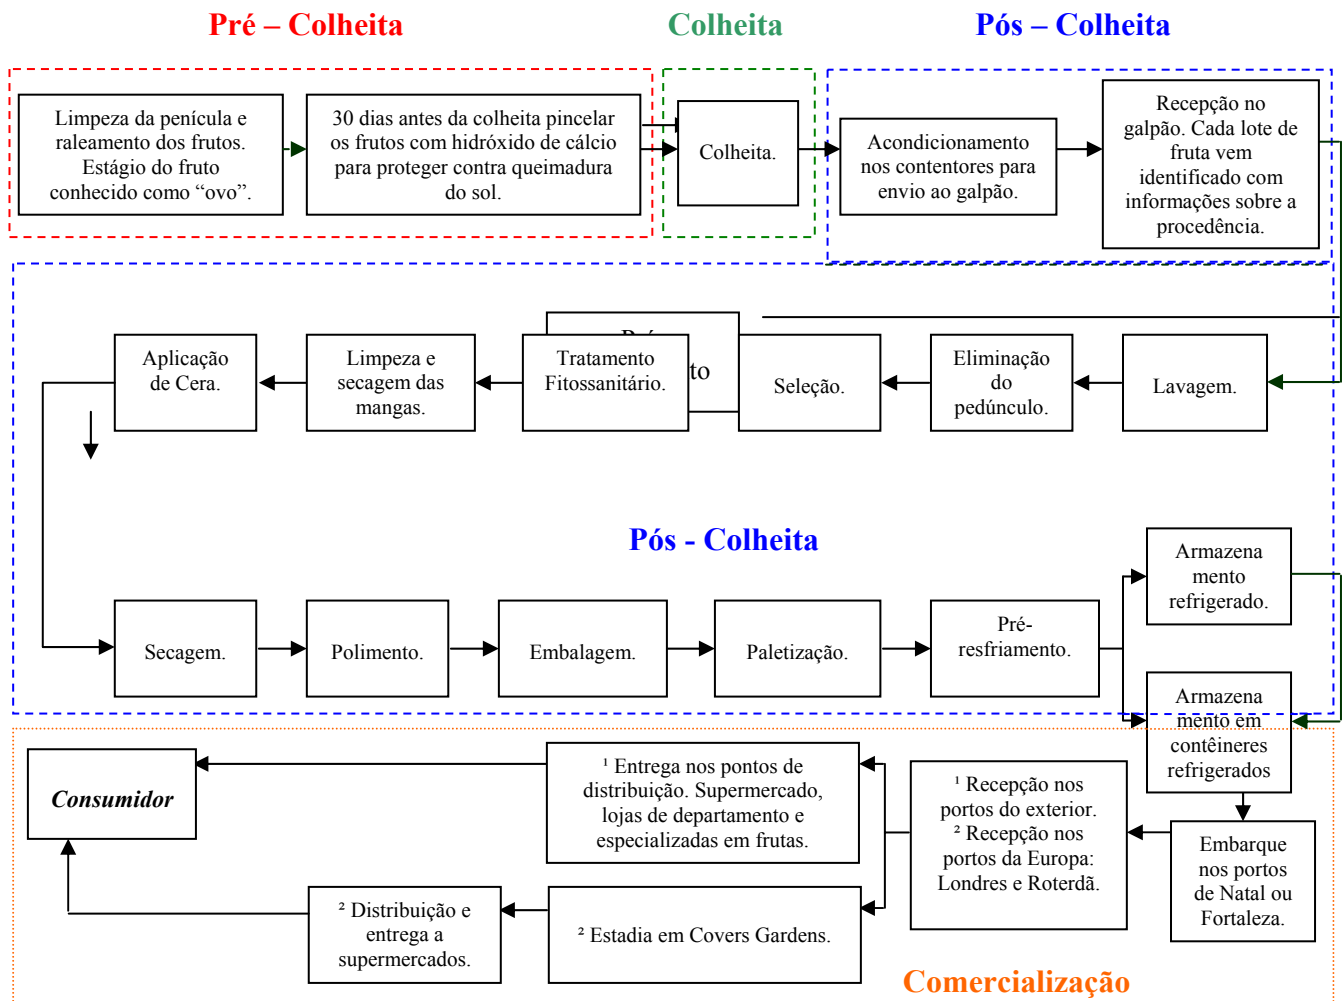 Pré – Colheita
Colheita
Pós – Colheita
Limpeza da penícula e
raleamento dos frutos.
Estágio do fruto
conhecido como “ovo”.
30 dias antes da colheita pincelar
os frutos com hidróxido de cálcio
para proteger contra queimadura
do sol.
Colheita.
Acondicionamento
nos contentores para
envio ao galpão.
Recepção no
galpão. Cada lote de
fruta vem
identificado com
informações sobre a
procedência.
Aplicação
de Cera.
Limpeza e
secagem das
mangas.
Tratamento
Fitossanitário.
to
Seleção.
Eliminação
do
pedúnculo.
Lavagem.
Pós - Colheita
Secagem.
Polimento.
Embalagem.
Paletização.
Pré-
resfriamento.
Armazena
mento
refrigerado.
Armazena
mento em
contêineres
refrigerados
Consumidor
¹ Entrega nos pontos de
distribuição. Supermercado,
lojas de departamento e
especializadas em frutas.
¹ Recepção nos
portos do exterior.
² Recepção nos
portos da Europa:
Londres e Roterdã.
Embarque
nos portos
de Natal ou
Fortaleza.
² Distribuição e
entrega a
supermercados.
² Estadia em Covers Gardens.
Comercialização